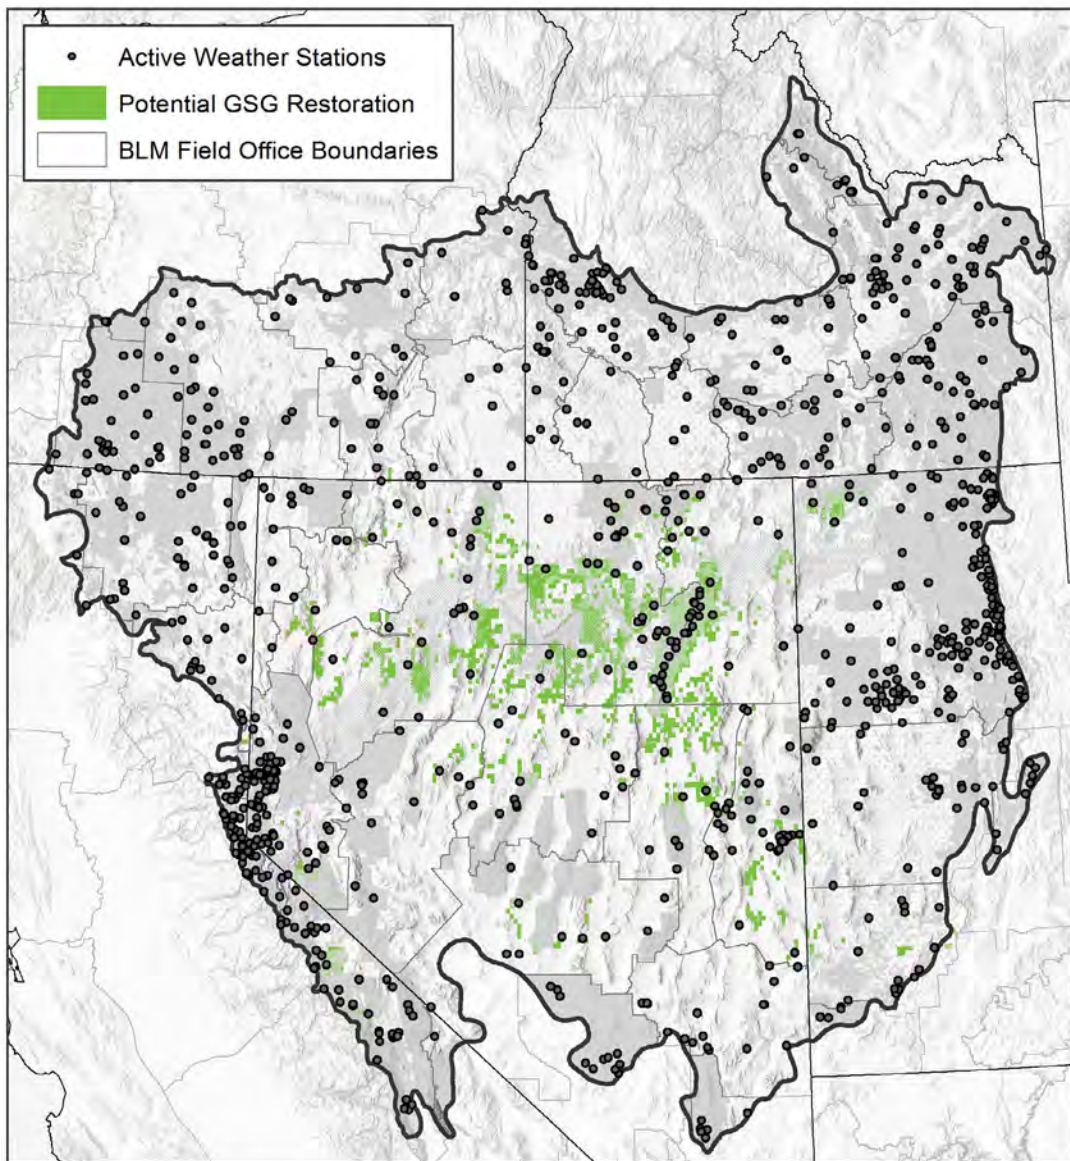 Active Weather Stations
Potential GSG Restoration
BLM Field Office Boundaries